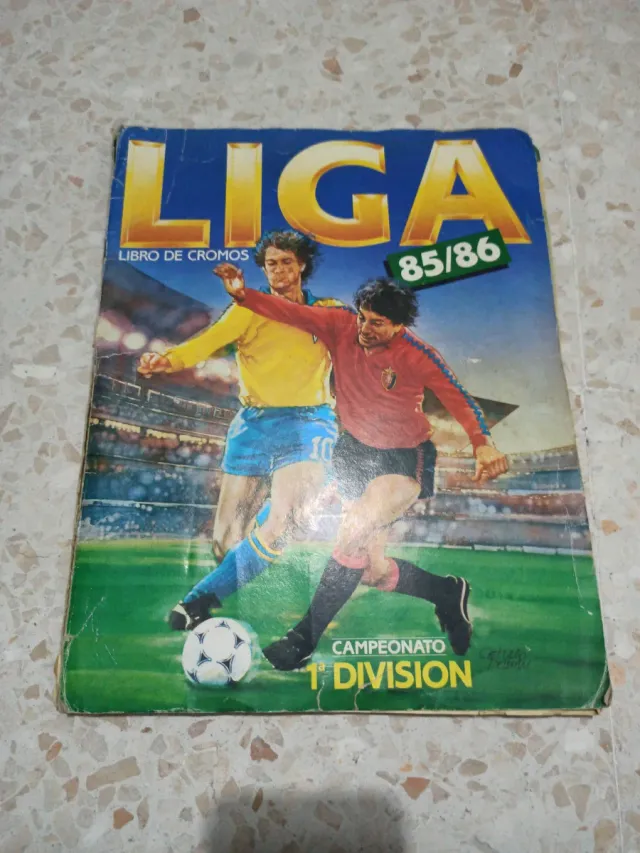 LIGA
85/86
LIBRO DE CROMOS
10
CAMPEONATO
1ª DIVISION